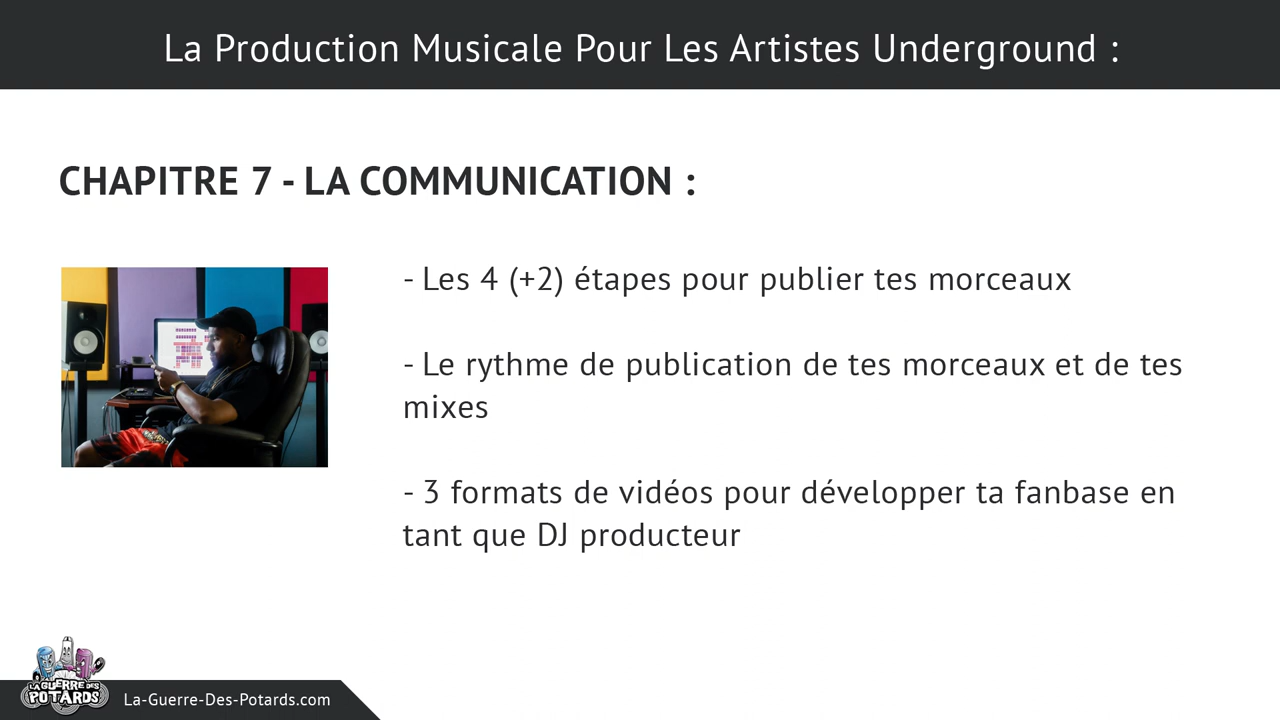 La Production Musicale Pour Les Artistes Underground :
CHAPITRE 7 - LA COMMUNICATION :
- Les 4 (+2) étapes pour publier tes morceaux
- Le rythme de publication de tes morceaux et de tes
mixes
- 3 formats de vidéos pour développer ta fanbase en
tant que DJ producteur
LA GUERRE DES
POTARDS
La-Guerre-Des-Potards.com